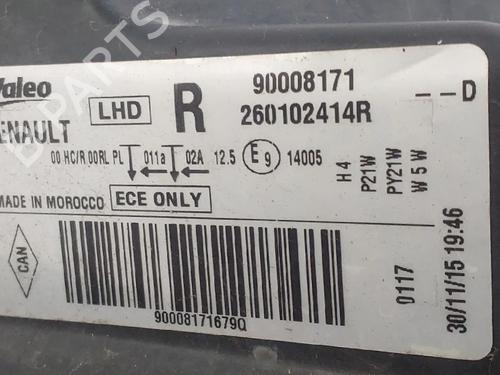 Valeo
RENAULT
LHD
R
90008171
260102414R
--D
00 HC/R 00RL PL 011a 02A 12.5 E9 14005
H4
P21W
PY21W
W5W
MADE IN MOROCCO
ECE ONLY
CAN
90008171679Q
0117
30/11/15 19:46
B-PARTS